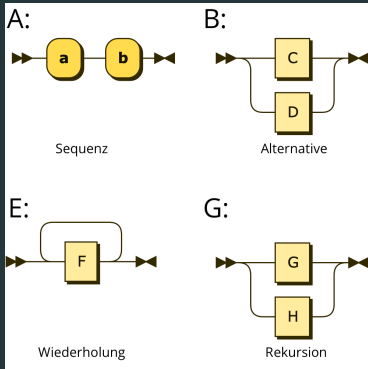 A:
a b
Sequenz
B:
C
D
Alternative
E:
F
Wiederholung
G:
G
H
Rekursion